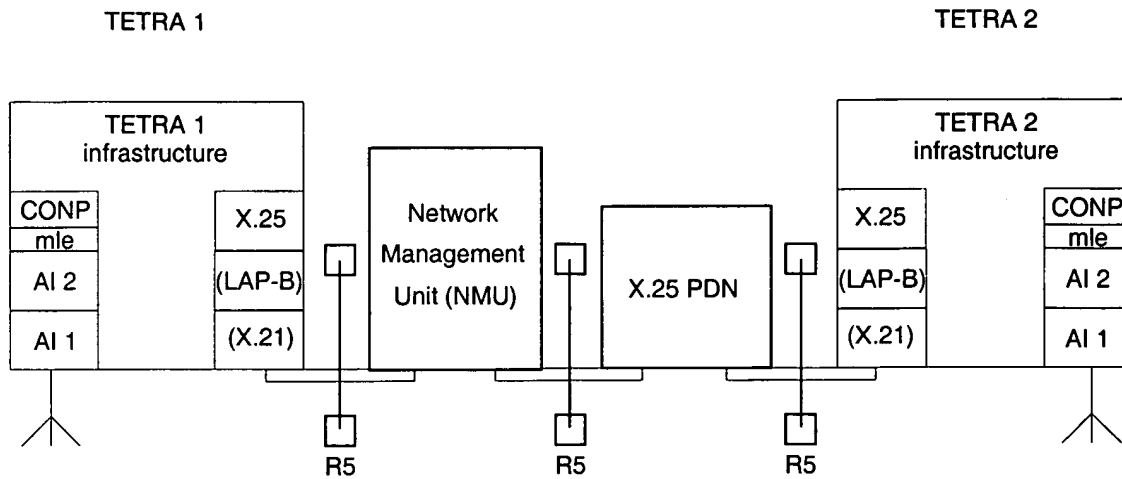 TETRA 1
TETRA 2
TETRA 1
infrastructure
TETRA 2
infrastructure
CONP
mle
AI 2
AI 1
X.25
(LAP-B)
(X.21)
Network
Management
Unit (NMU)
X.25 PDN
X.25
(LAP-B)
(X.21)
CONP
mle
AI 2
AI 1
R5
R5
R5